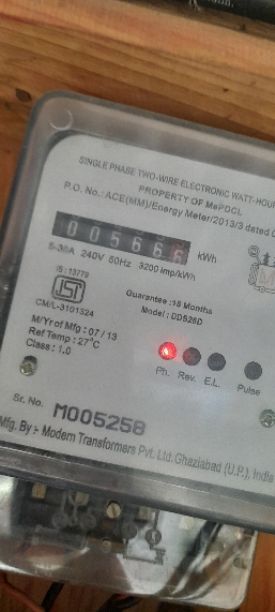 SINGLE PHASE TWO-WIRE ELECTRONIC WATT-HOUR
PROPERTY OF MePDCL
P.O. No.: ACE(MM)/Energy Meter/2013/3 dated
005666 kWh
5-30A 240V 50Hz 3200 imp/kWh
IS:13779
ISI
CM/L-3101324
Guarantee :18 Months
Model :
M/Yr of Mfg : 07 / 13
Ref Temp : 27°C
Class : 1.0
Ph. Rev. E.L. Pulse
Sr. No. M005258
Mfg. By :- Modern Transformers Pvt. Ltd. Ghaziabad (U.P.), India